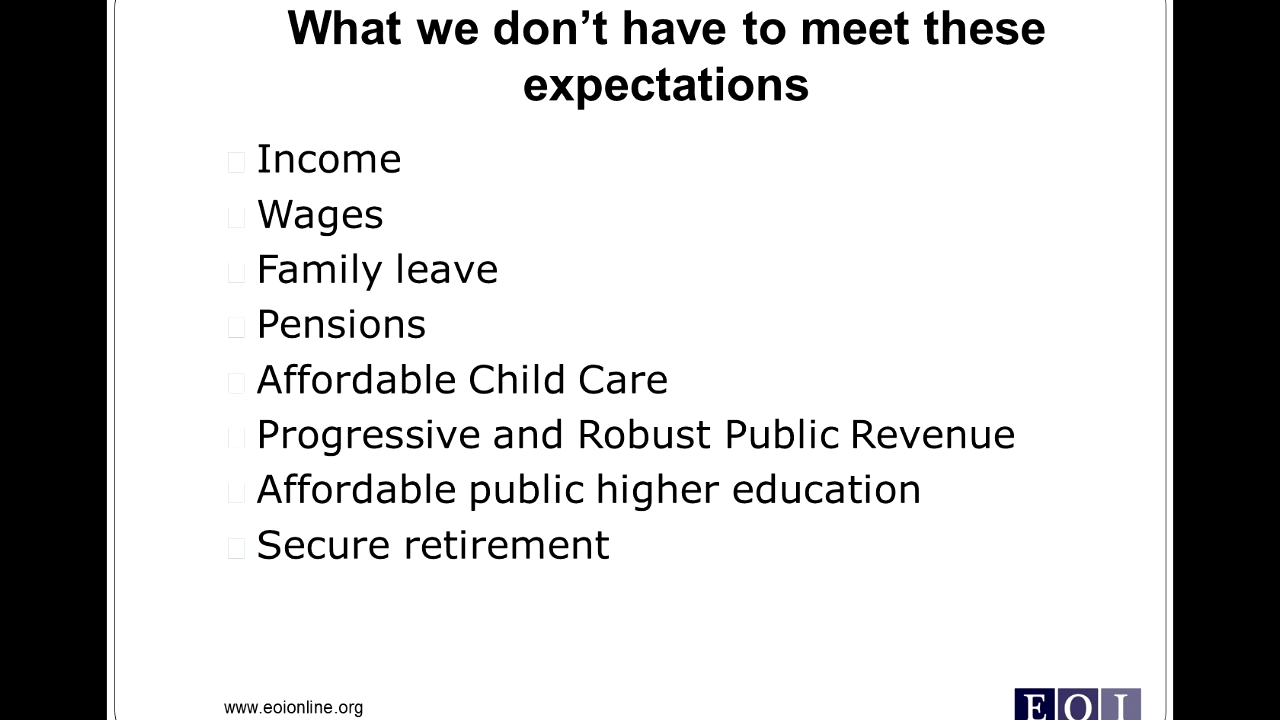 What we don’t have to meet these
expectations
Income
Wages
Family leave
Pensions
Affordable Child Care
Progressive and Robust Public Revenue
Affordable public higher education
Secure retirement
www.eoionline.org
EOI